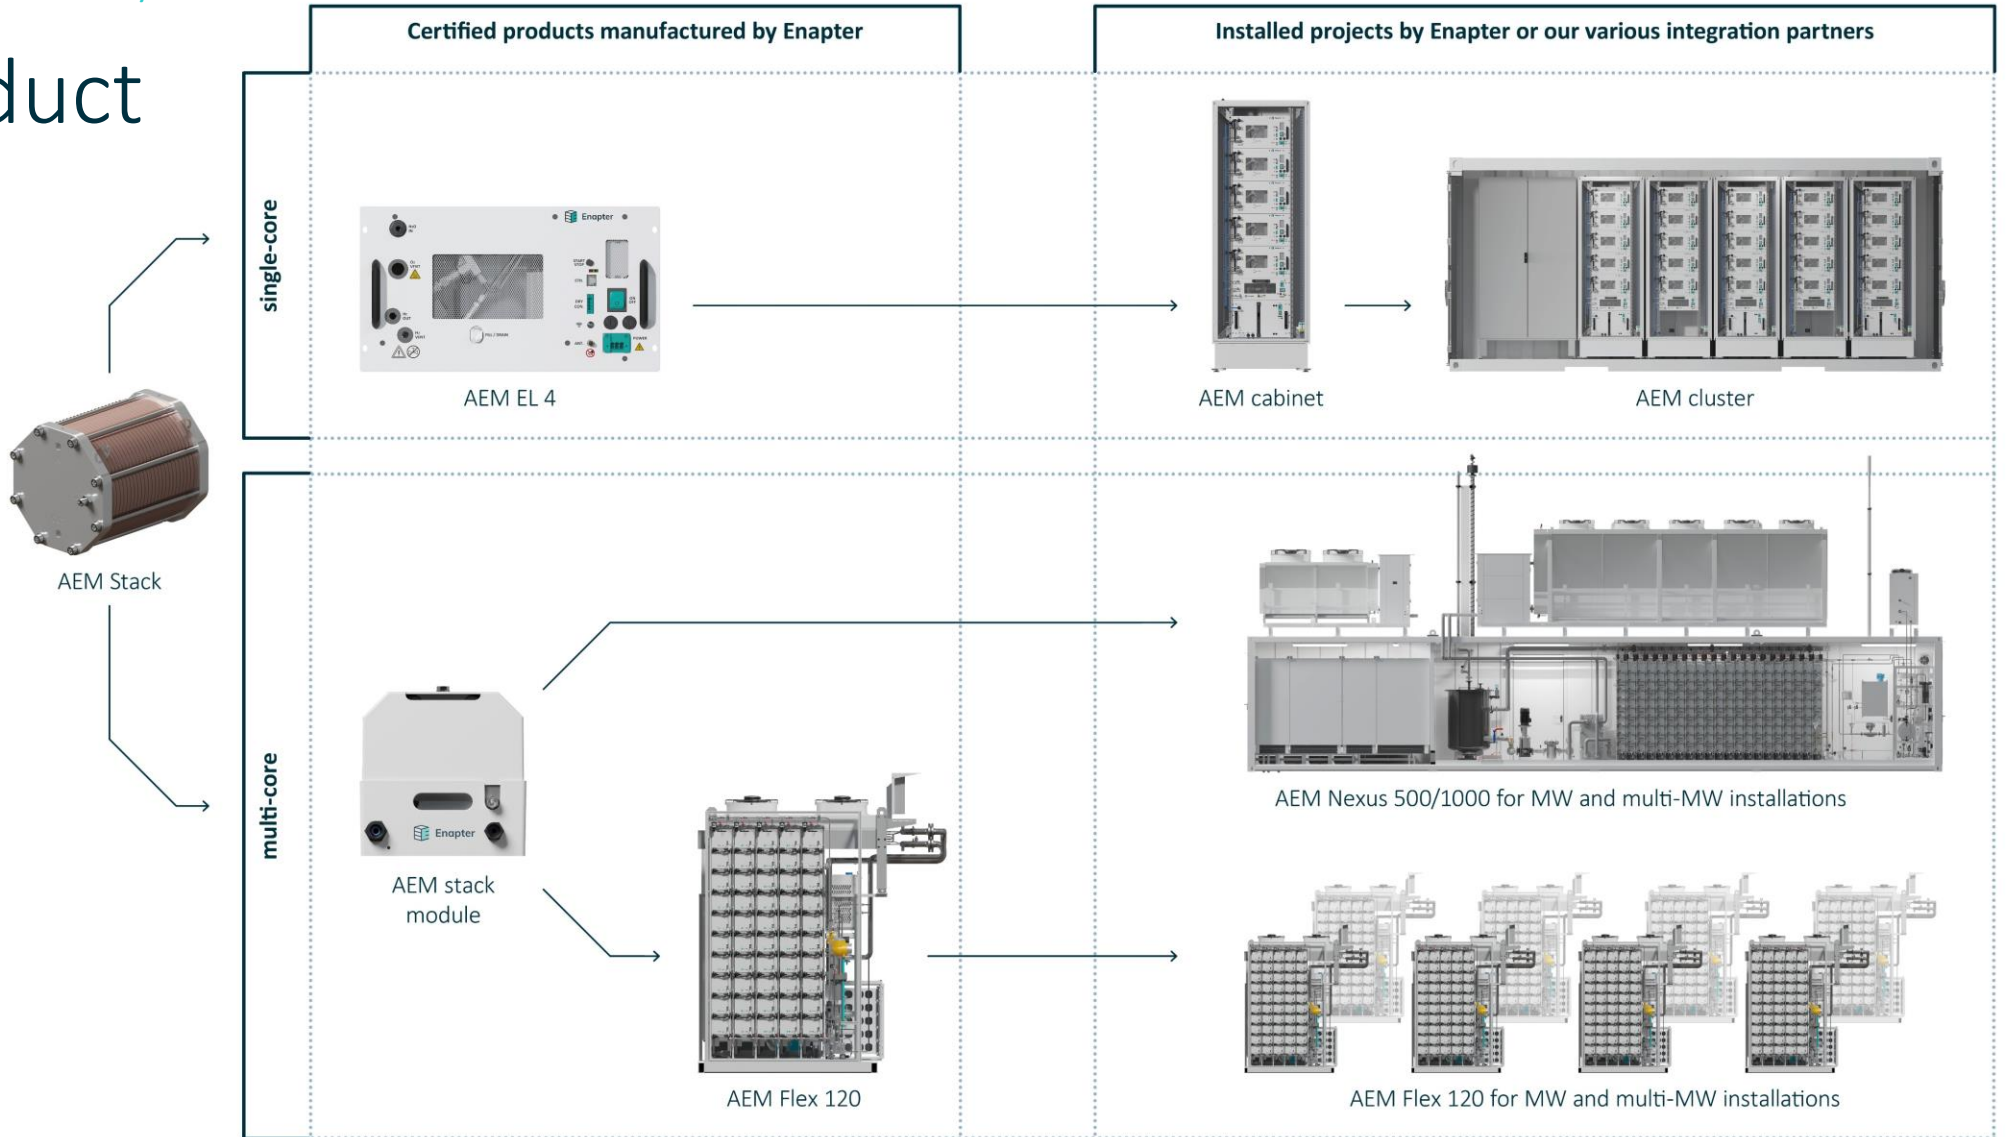 duct
Certified products manufactured by Enapter
Installed projects by Enapter or our various integration partners
single-core
Enapter
AEM EL 4
AEM cabinet
AEM cluster
AEM Stack
multi-core
Enapter
AEM stack
module
AEM Flex 120
AEM Nexus 500/1000 for MW and multi-MW installations
AEM Flex 120 for MW and multi-MW installations